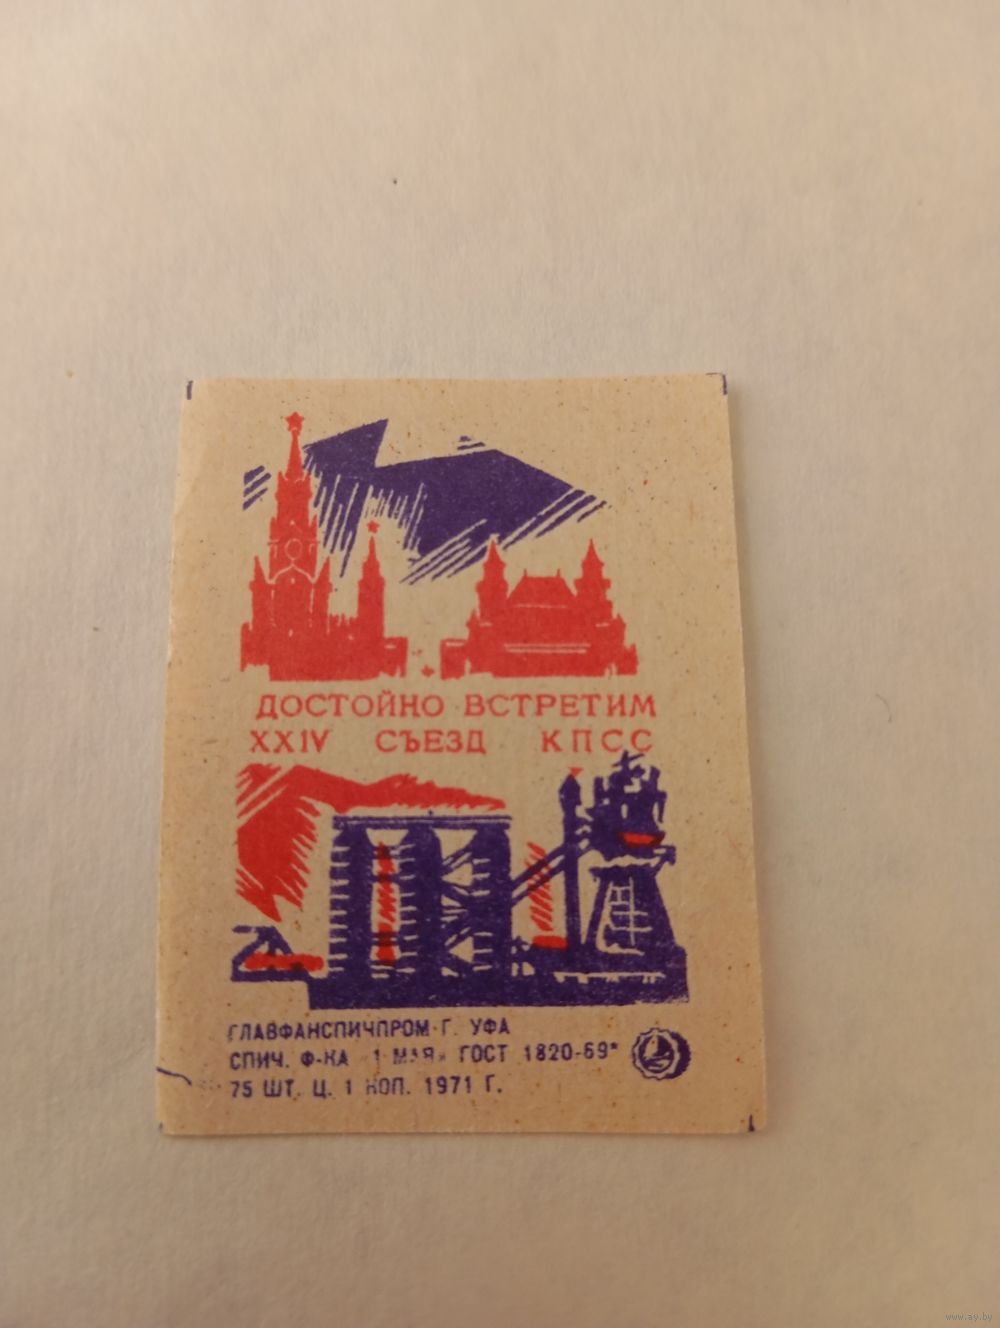 ДОСТОЙНО ВСТРЕТИМ
XXIV СЪЕЗД КПСС
ГЛАВФАНСПИЧПРОМ Г. УФА
СПИЧ. Ф-КА «1 МАЯ» ГОСТ 1820-69*
75 ШТ. Ц. 1 КОП. 1971 Г.
www.ay.by